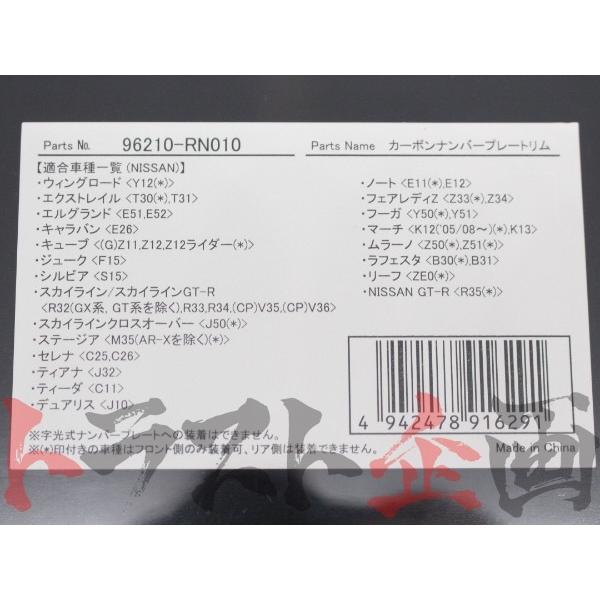 トラスト企画
Parts No. 96210-RN010
Parts Name カーボンナンバープレートリム
【適合車種一覧(NISSAN)】
・ウィングロード<Y12(*)>
・エクストレイル<T30(*),T31>
・エルグランド<E51,E52>
・キャラバン<E26>
・キューブ<(G)Z11,Z12,Z12ライダー(*)>
・ジューク<F15>
・シルビア<S15>
・スカイライン/スカイラインGT-R
<R32(GX系, GT系を除く),R33,R34,(CP)V35,(CP)V36>
・スカイラインクロスオーバー<J50(*)>
・ステージア<M35(AR-Xを除く)(*)>
・セレナ<C25,C26>
・ティアナ<J32>
・ティーダ<C11>
・デュアリス<J10>
・ノート<E11(*),E12>
・フェアレディZ<Z33(*),Z34>
・フーガ<Y50(*),Y51>
・マーチ<K12('05/08～)(*),K13>
・ムラーノ<Z50(*),Z51(*)>
・ラフェスタ<B30(*),B31>
・リーフ<ZE0(*)>
・NISSAN GT-R<R35(*)>
4 942478 916291
※字光式ナンバープレートへの装着はできません。
※(*)印付きの車種はフロント側のみ装着可、リア側は装着できません。
Made in China
トラスト企画